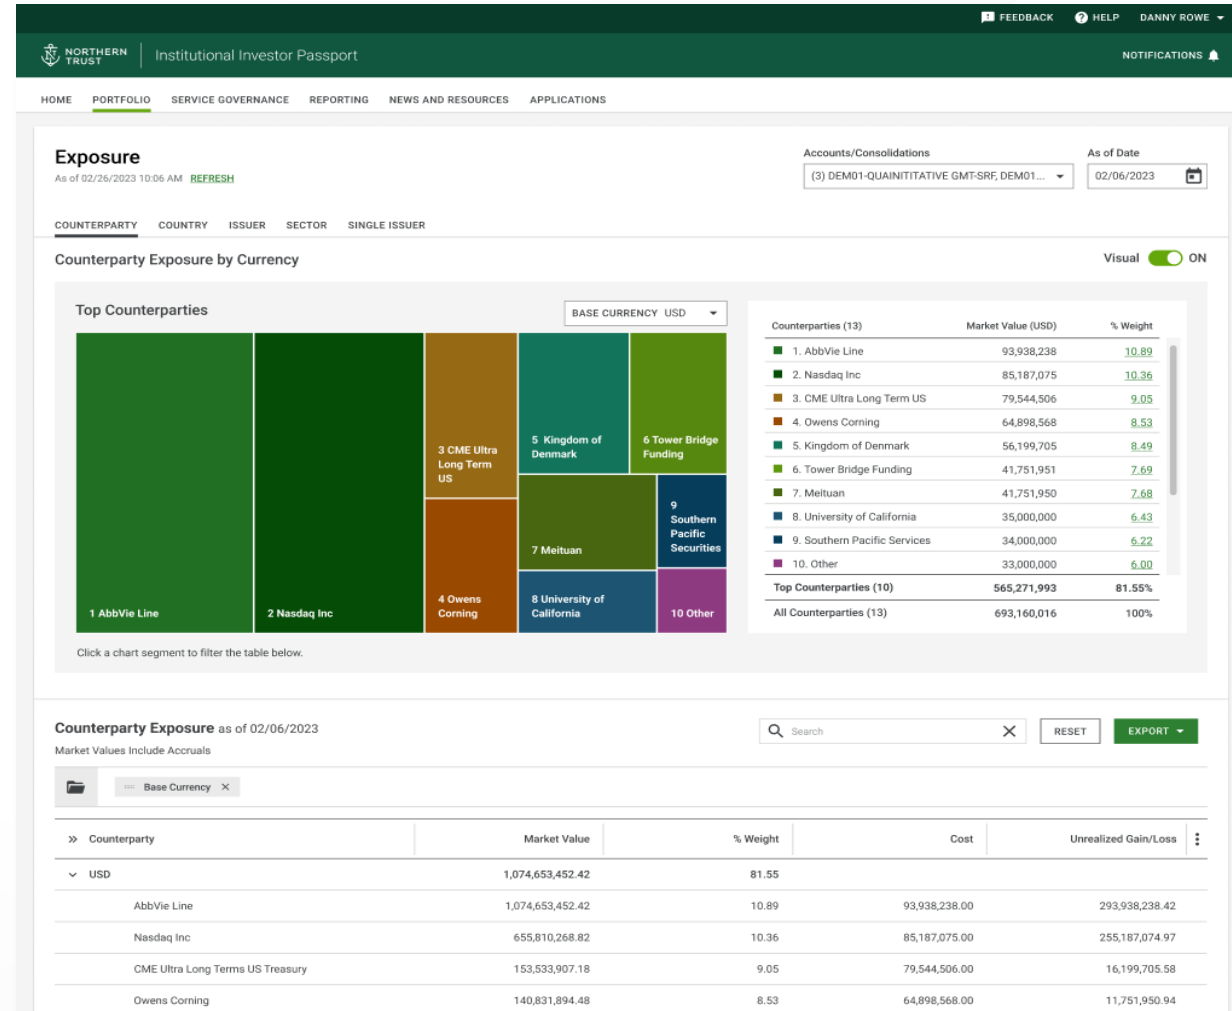 FEEDBACK HELP DANNY ROWE
NORTHERN TRUST Institutional Investor Passport NOTIFICATIONS
HOME PORTFOLIO SERVICE GOVERNANCE REPORTING NEWS AND RESOURCES APPLICATIONS
Exposure
As of 02/26/2023 10:06 AM REFRESH
Accounts/Consolidations
(3) DEM01-QUAINITITATIVE GMT-SRF, DEM01...
As of Date
02/06/2023
COUNTERPARTY COUNTRY ISSUER SECTOR SINGLE ISSUER
Counterparty Exposure by Currency
Visual ON
Top Counterparties
BASE CURRENCY USD
1 AbbVie Line
2 Nasdaq Inc
3 CME Ultra
Long Term
US
4 Owens
Corning
5 Kingdom of
Denmark
6 Tower Bridge
Funding
7 Meituan
8 University of
California
9
Southern
Pacific
Securities
10 Other
Click a chart segment to filter the table below.
Counterparties (13) Market Value (USD) % Weight
1. AbbVie Line 93,938,238 10.89
2. Nasdaq Inc 85,187,075 10.36
3. CME Ultra Long Term US 79,544,506 9.05
4. Owens Corning 64,898,568 8.53
5. Kingdom of Denmark 56,199,705 8.49
6. Tower Bridge Funding 41,751,951 7.69
7. Meituan 41,751,950 7.68
8. University of California 35,000,000 6.43
9. Southern Pacific Services 34,000,000 6.22
10. Other 33,000,000 6.00
Top Counterparties (10) 565,271,993 81.55%
All Counterparties (13) 693,160,016 100%
Counterparty Exposure as of 02/06/2023
Market Values Include Accruals
Search
RESET
EXPORT
Base Currency
Counterparty Market Value % Weight Cost Unrealized Gain/Loss
USD 1,074,653,452.42 81.55
AbbVie Line 1,074,653,452.42 10.89 93,938,238.00 293,938,238.42
Nasdaq Inc 655,810,268.82 10.36 85,187,075.00 255,187,074.97
CME Ultra Long Terms US Treasury 153,533,907.18 9.05 79,544,506.00 16,199,705.58
Owens Corning 140,831,894.48 8.53 64,898,568.00 11,751,950.94